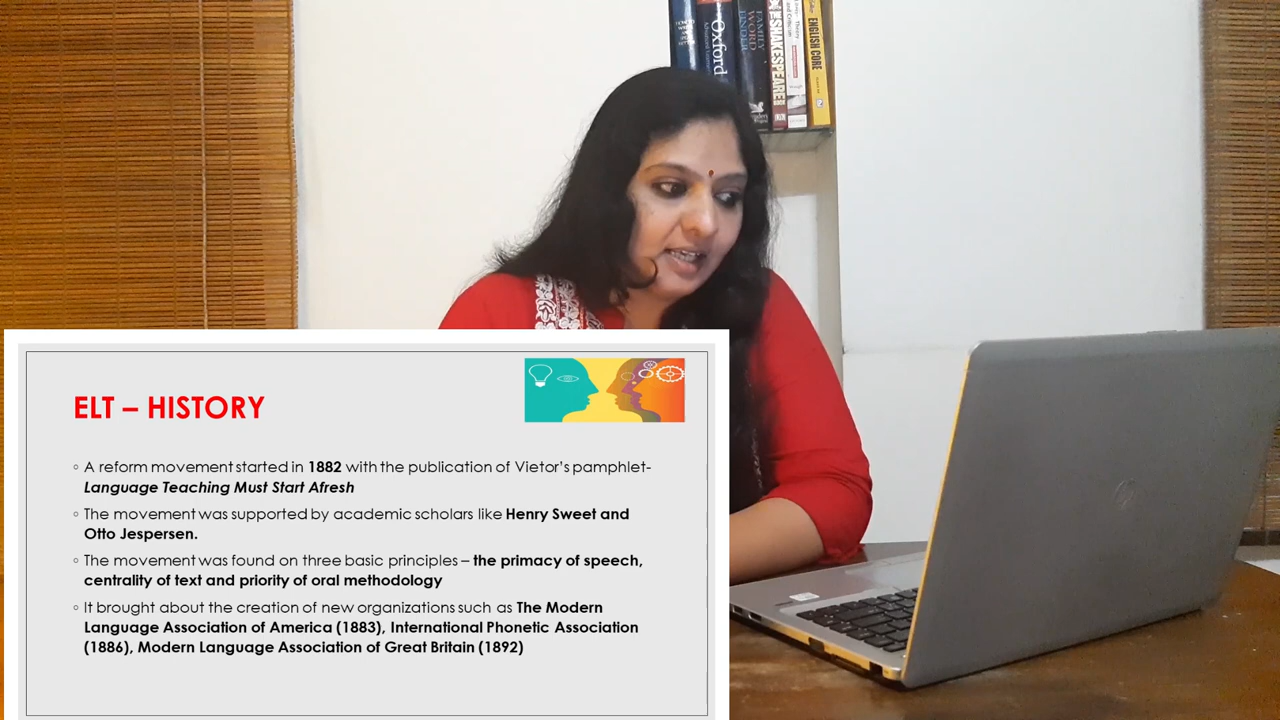 Oxford
FAMILY
WORD
FINDER
SHAKESPEARE
ENGLISH CORE
ELT – HISTORY
◦ A reform movement started in 1882 with the publication of Vietor's pamphlet-
Language Teaching Must Start Afresh
◦ The movement was supported by academic scholars like Henry Sweet and
Otto Jespersen.
◦ The movement was found on three basic principles – the primacy of speech,
centrality of text and priority of oral methodology
◦ It brought about the creation of new organizations such as The Modern
Language Association of America (1883), International Phonetic Association
(1886), Modern Language Association of Great Britain (1892)